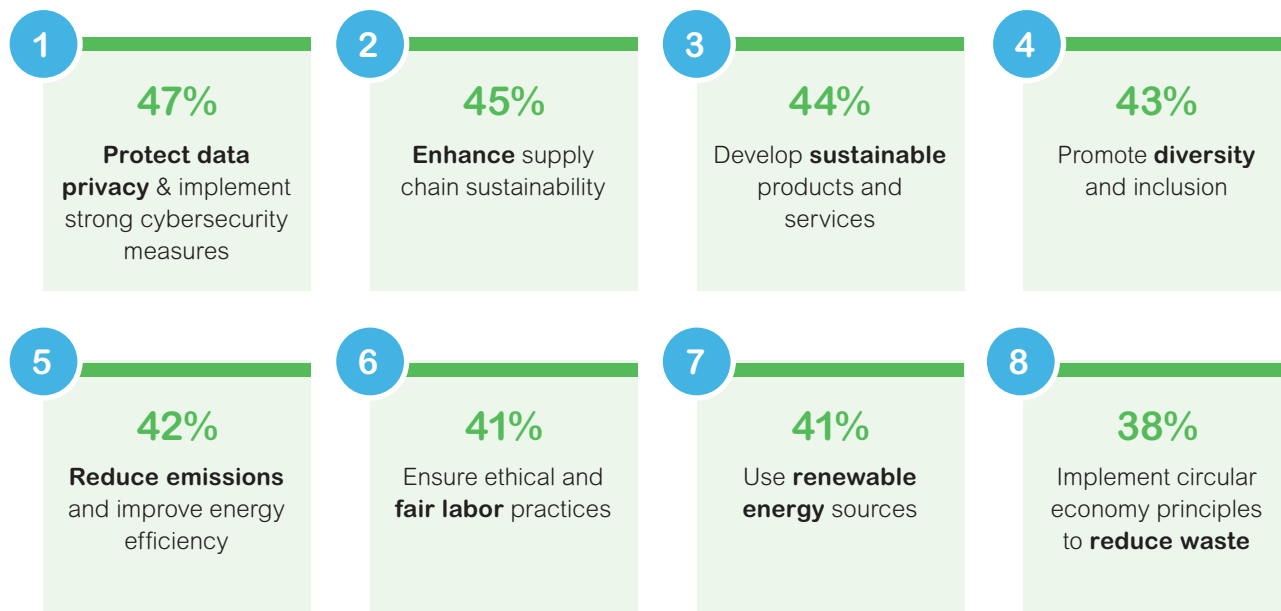 1
47%
Protect data
privacy & implement
strong cybersecurity
measures
2
45%
Enhance supply
chain sustainability
3
44%
Develop sustainable
products and
services
4
43%
Promote diversity
and inclusion
5
42%
Reduce emissions
and improve energy
efficiency
6
41%
Ensure ethical and
fair labor practices
7
41%
Use renewable
energy sources
8
38%
Implement circular
economy principles
to reduce waste